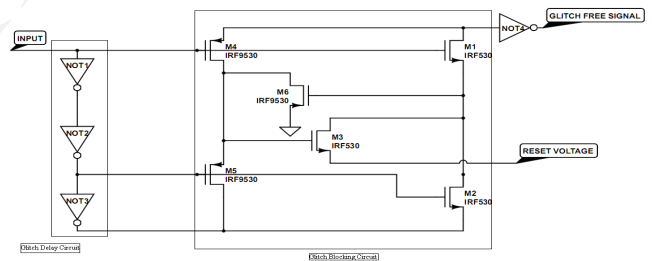 GLITCH FREE SIGNAL
NOT4
INPUT
M4
IRF9530
M1
IRF530
NOT1
M6
IRF9530
NOT2
M3
IRF530
RESET VOLTAGE
M5
IRF9530
M2
IRF530
NOT3
Glitch Delay Circuit
Glitch Blocking Circuit